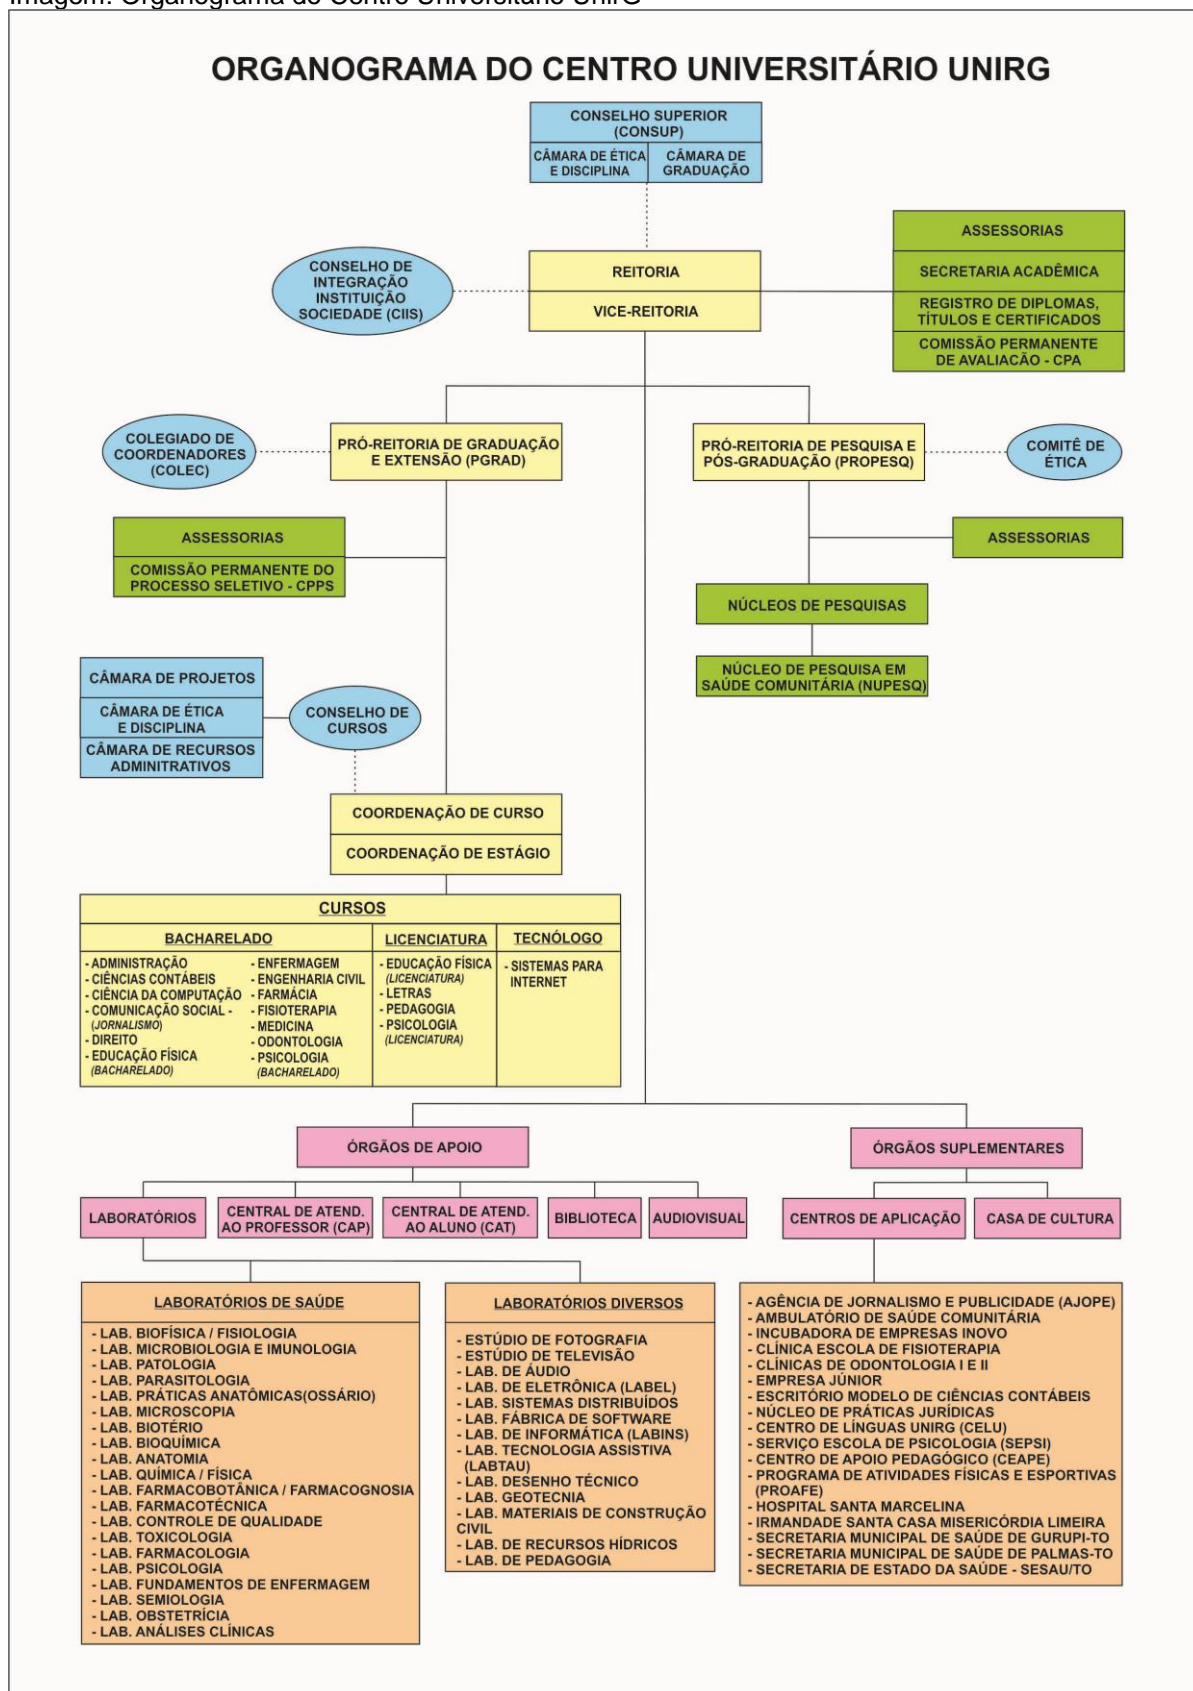 Imagem: Organograma do Centro Universitário UnirG
ORGANOGRAMA DO CENTRO UNIVERSITÁRIO UNIRG
CONSELHO SUPERIOR
(CONSUP)
CÂMARA DE ÉTICA
E DISCIPLINA
CÂMARA DE
GRADUAÇÃO
CONSELHO DE
INTEGRAÇÃO
INSTITUIÇÃO
SOCIEDADE (CIIS)
REITORIA
VICE-REITORIA
ASSESSORIAS
SECRETARIA ACADÊMICA
REGISTRO DE DIPLOMAS,
TÍTULOS E CERTIFICADOS
COMISSÃO PERMANENTE
DE AVALIACÃO - CPA
COLEGIADO DE
COORDENADORES
(COLEC)
PRÓ-REITORIA DE GRADUAÇÃO
E EXTENSÃO (PGRAD)
PRÓ-REITORIA DE PESQUISA E
PÓS-GRADUAÇÃO (PROPESQ)
COMITÊ DE
ÉTICA
ASSESSORIAS
COMISSÃO PERMANENTE DO
PROCESSO SELETIVO - CPPS
ASSESSORIAS
NÚCLEOS DE PESQUISAS
NÚCLEO DE PESQUISA EM
SAÚDE COMUNITÁRIA (NUPESQ)
CÂMARA DE PROJETOS
CÂMARA DE ÉTICA
E DISCIPLINA
CÂMARA DE RECURSOS
ADMINITRATIVOS
CONSELHO DE
CURSOS
COORDENAÇÃO DE CURSO
COORDENAÇÃO DE ESTÁGIO
CURSOS
BACHARELADO
- ADMINISTRAÇÃO
- CIÊNCIAS CONTÁBEIS
- CIÊNCIA DA COMPUTAÇÃO
- COMUNICAÇÃO SOCIAL -
(JORNALISMO)
- DIREITO
- EDUCAÇÃO FÍSICA
(BACHARELADO)
- ENFERMAGEM
- ENGENHARIA CIVIL
- FARMÁCIA
- FISIOTERAPIA
- MEDICINA
- ODONTOLOGIA
- PSICOLOGIA
(BACHARELADO)
LICENCIATURA
- EDUCAÇÃO FÍSICA
(LICENCIATURA)
- LETRAS
- PEDAGOGIA
- PSICOLOGIA
(LICENCIATURA)
TECNÓLOGO
- SISTEMAS PARA
INTERNET
ÓRGÃOS DE APOIO
ÓRGÃOS SUPLEMENTARES
LABORATÓRIOS
CENTRAL DE ATEND.
AO PROFESSOR (CAP)
CENTRAL DE ATEND.
AO ALUNO (CAT)
BIBLIOTECA
AUDIOVISUAL
CENTROS DE APLICAÇÃO
CASA DE CULTURA
LABORATÓRIOS DE SAÚDE
- LAB. BIOFÍSICA / FISIOLOGIA
- LAB. MICROBIOLOGIA E IMUNOLOGIA
- LAB. PATOLOGIA
- LAB. PARASITOLOGIA
- LAB. PRÁTICAS ANATÔMICAS(OSSÁRIO)
- LAB. MICROSCOPIA
- LAB. BIOTÉRIO
- LAB. BIOQUÍMICA
- LAB. ANATOMIA
- LAB. QUÍMICA / FÍSICA
- LAB. FARMACOBOTÂNICA / FARMACOGNOSIA
- LAB. FARMACOTÉCNICA
- LAB. CONTROLE DE QUALIDADE
- LAB. TOXICOLOGIA
- LAB. FARMACOLOGIA
- LAB. PSICOLOGIA
- LAB. FUNDAMENTOS DE ENFERMAGEM
- LAB. SEMIOLOGIA
- LAB. OBSTETRÍCIA
- LAB. ANÁLISES CLÍNICAS
LABORATÓRIOS DIVERSOS
- ESTÚDIO DE FOTOGRAFIA
- ESTÚDIO DE TELEVISÃO
- LAB. DE ÁUDIO
- LAB. DE ELETRÔNICA (LABEL)
- LAB. SISTEMAS DISTRIBUÍDOS
- LAB. FÁBRICA DE SOFTWARE
- LAB. DE INFORMÁTICA (LABINS)
- LAB. TECNOLOGIA ASSISTIVA
(LABTAU)
- LAB. DESENHO TÉCNICO
- LAB. GEOTECNIA
- LAB. MATERIAIS DE CONSTRUÇÃO
CIVIL
- LAB. DE RECURSOS HÍDRICOS
- LAB. DE PEDAGOGIA
- AGÊNCIA DE JORNALISMO E PUBLICIDADE (AJOPE)
- AMBULATÓRIO DE SAÚDE COMUNITÁRIA
- INCUBADORA DE EMPRESAS INOVO
- CLÍNICA ESCOLA DE FISIOTERAPIA
- CLÍNICAS DE ODONTOLOGIA I E II
- EMPRESA JÚNIOR
- ESCRITÓRIO MODELO DE CIÊNCIAS CONTÁBEIS
- NÚCLEO DE PRÁTICAS JURÍDICAS
- CENTRO DE LÍNGUAS UNIRG (CELU)
- SERVIÇO ESCOLA DE PSICOLOGIA (SEPSI)
- CENTRO DE APOIO PEDAGÓGICO (CEAPE)
- PROGRAMA DE ATIVIDADES FÍSICAS E ESPORTIVAS
(PROAFE)
- HOSPITAL SANTA MARCELINA
- IRMANDADE SANTA CASA MISERICÓRDIA LIMEIRA
- SECRETARIA MUNICIPAL DE SAÚDE DE GURUPI-TO
- SECRETARIA MUNICIPAL DE SAÚDE DE PALMAS-TO
- SECRETARIA DE ESTADO DA SAÚDE - SESAU/TO